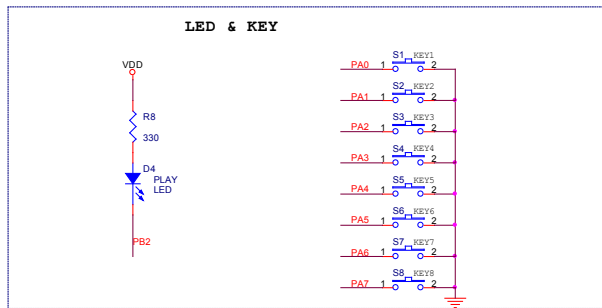 LED & KEY
VDD
R8
330
D4
PLAY
LED
PB2
S1 KEY1
PA0 1 2
S2 KEY2
PA1 1 2
S3 KEY3
PA2 1 2
S4 KEY4
PA3 1 2
S5 KEY5
PA4 1 2
S6 KEY6
PA5 1 2
S7 KEY7
PA6 1 2
S8 KEY8
PA7 1 2